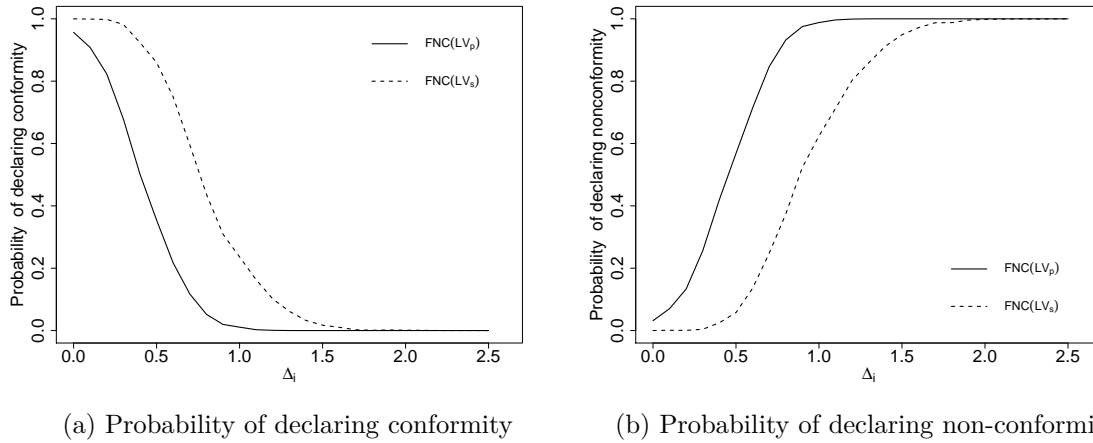 Probability of declaring conformity
0.0 0.2 0.4 0.6 0.8 1.0
FNC(LVp)
FNC(LVs)
0.0 0.5 1.0 1.5 2.0 2.5
Δi
(a) Probability of declaring conformity
Probability of declaring nonconformity
0.0 0.2 0.4 0.6 0.8 1.0
FNC(LVp)
FNC(LVs)
0.0 0.5 1.0 1.5 2.0 2.5
Δi
(b) Probability of declaring non-conformi